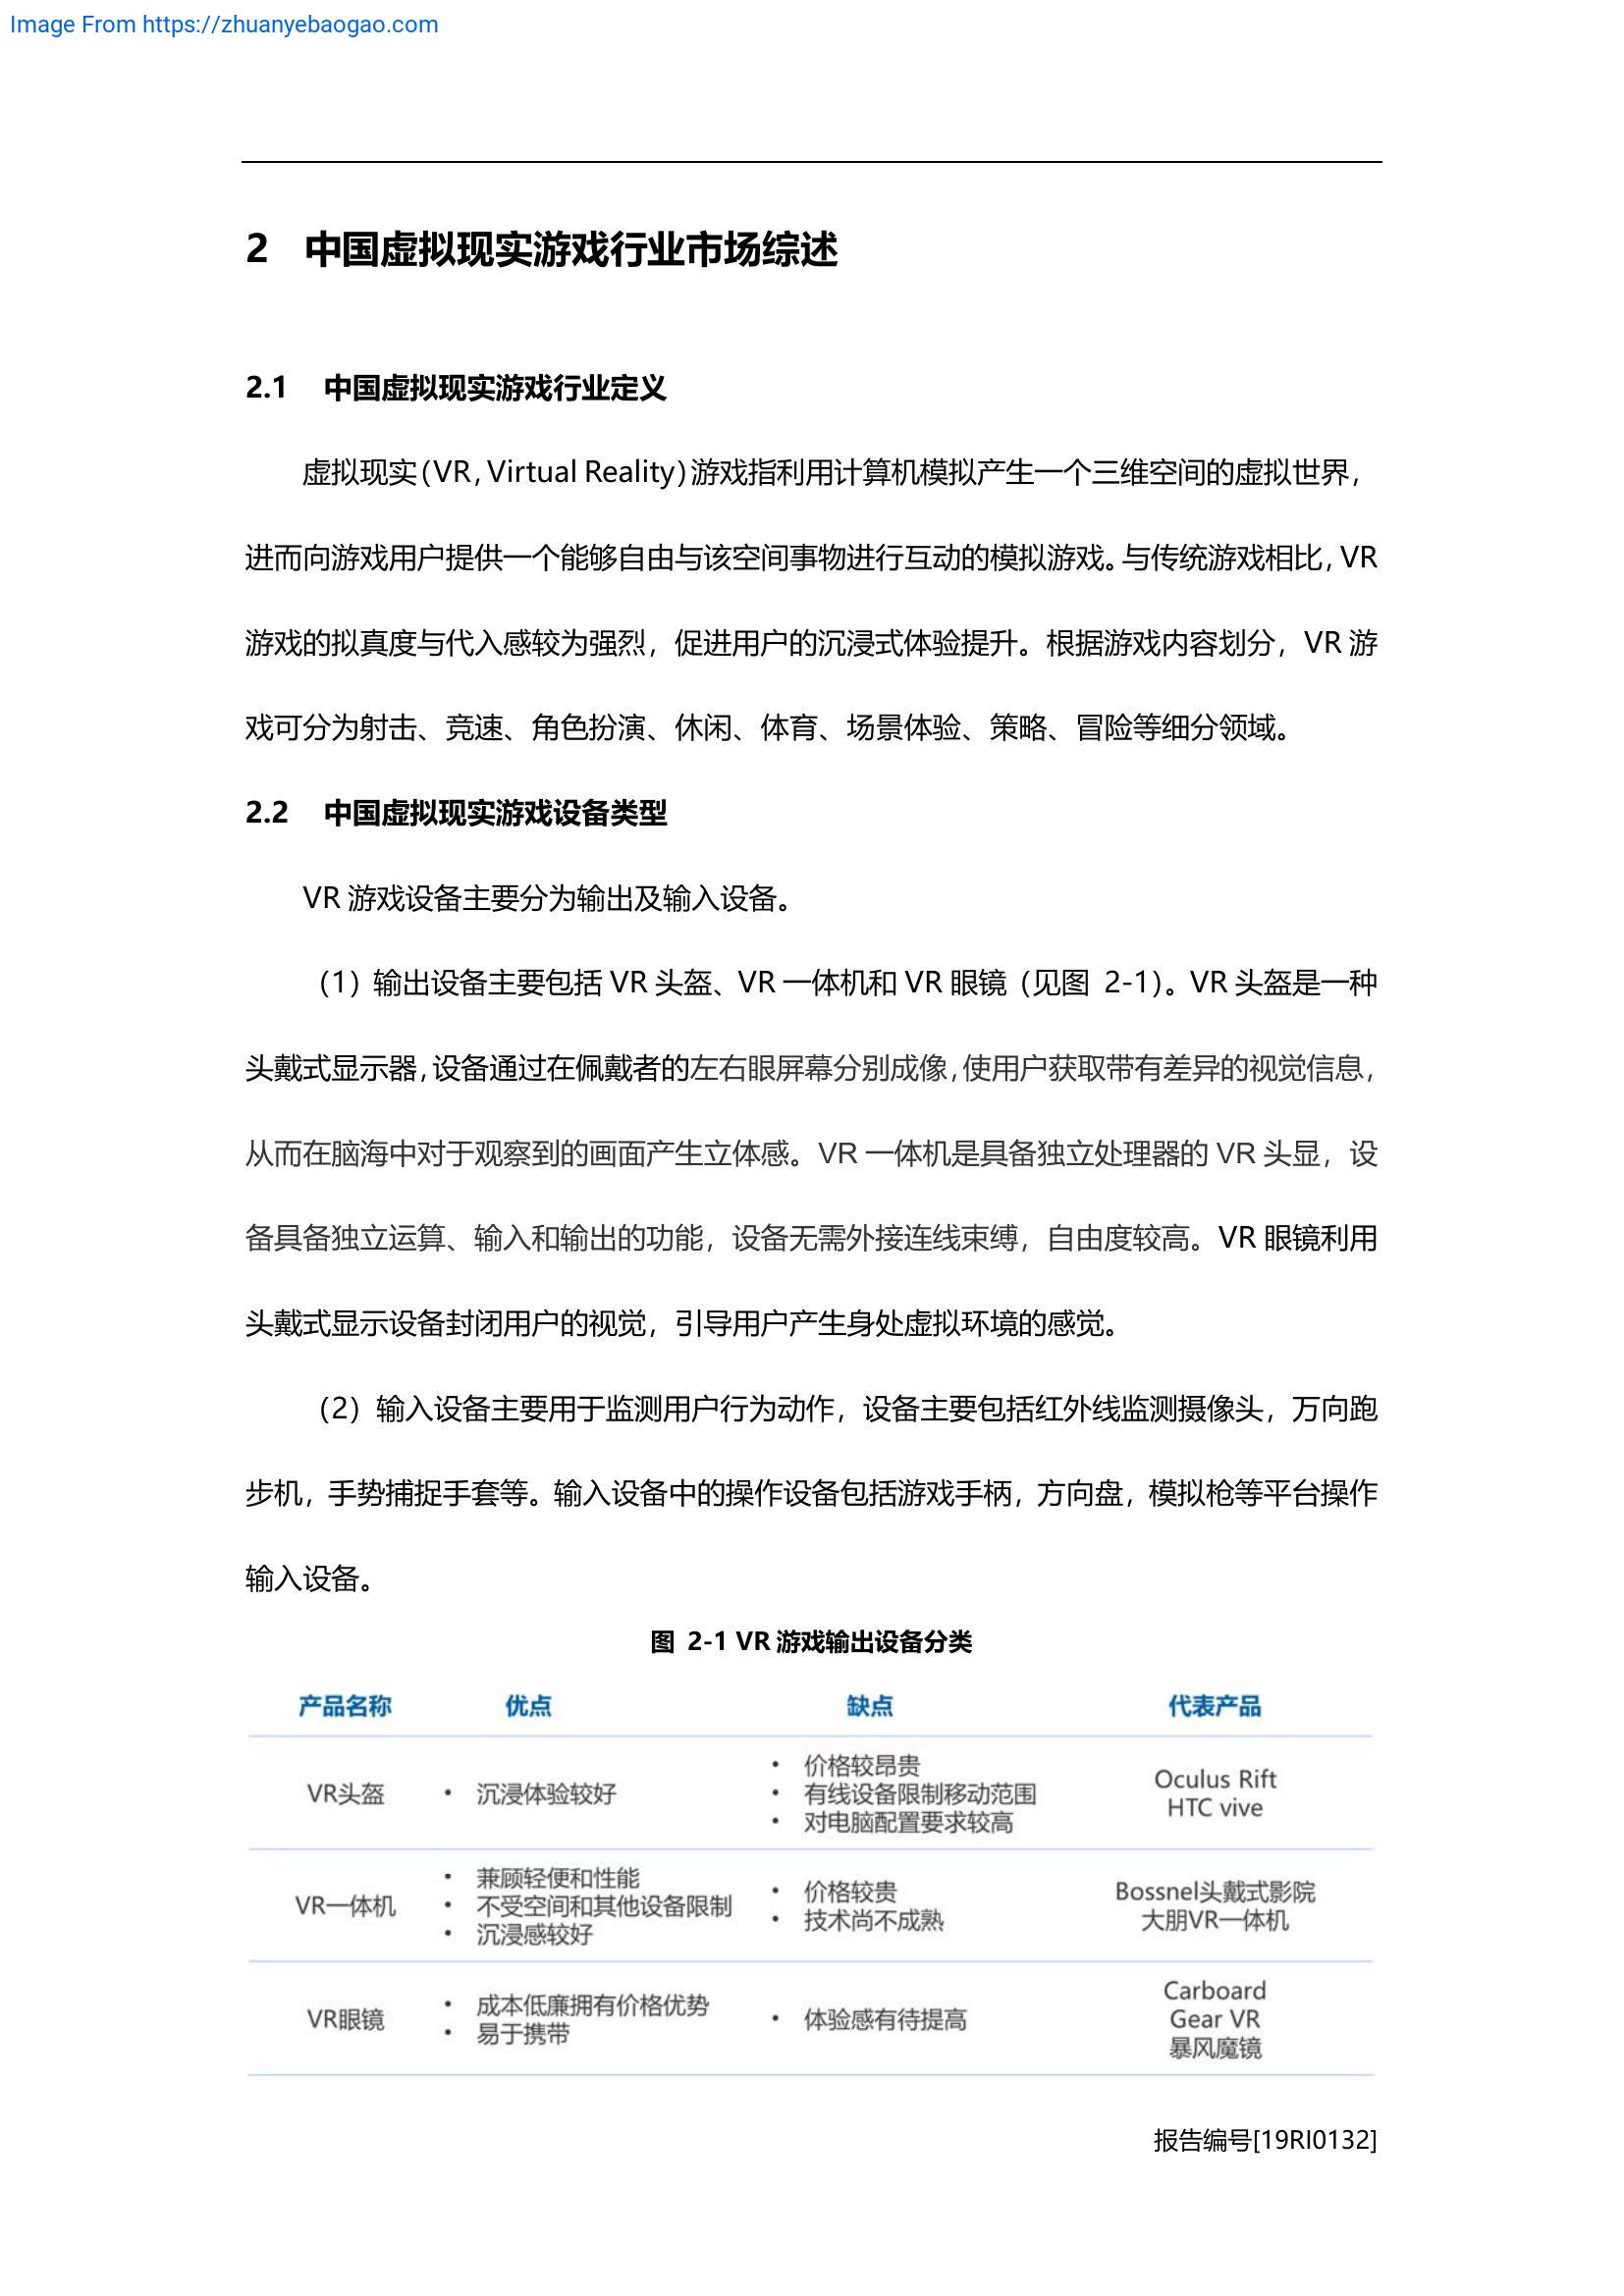 Image From https://zhuanyebaogao.com
2 中国虚拟现实游戏行业市场综述
2.1 中国虚拟现实游戏行业定义
虚拟现实（VR，Virtual Reality）游戏指利用计算机模拟产生一个三维空间的虚拟世界，
进而向游戏用户提供一个能够自由与该空间事物进行互动的模拟游戏。与传统游戏相比，VR
游戏的拟真度与代入感较为强烈，促进用户的沉浸式体验提升。根据游戏内容划分，VR 游
戏可分为射击、竞速、角色扮演、休闲、体育、场景体验、策略、冒险等细分领域。
2.2 中国虚拟现实游戏设备类型
VR 游戏设备主要分为输出及输入设备。
（1）输出设备主要包括 VR 头盔、VR 一体机和 VR 眼镜（见图 2-1）。VR 头盔是一种
头戴式显示器，设备通过在佩戴者的左右眼屏幕分别成像，使用户获取带有差异的视觉信息，
从而在脑海中对于观察到的画面产生立体感。VR 一体机是具备独立处理器的 VR 头显，设
备具备独立运算、输入和输出的功能，设备无需外接连线束缚，自由度较高。VR 眼镜利用
头戴式显示设备封闭用户的视觉，引导用户产生身处虚拟环境的感觉。
（2）输入设备主要用于监测用户行为动作，设备主要包括红外线监测摄像头，万向跑
步机，手势捕捉手套等。输入设备中的操作设备包括游戏手柄，方向盘，模拟枪等平台操作
输入设备。
图 2-1 VR 游戏输出设备分类
产品名称 优点 缺点 代表产品
VR头盔
• 沉浸体验较好
• 价格较昂贵
• 有线设备限制移动范围
• 对电脑配置要求较高
Oculus Rift
HTC vive
VR一体机
• 兼顾轻便和性能
• 不受空间和其他设备限制
• 沉浸感较好
• 价格较贵
• 技术尚不成熟
Bossnel头戴式影院
大朋VR一体机
VR眼镜
• 成本低廉拥有价格优势
• 易于携带
• 体验感有待提高
Carboard
Gear VR
暴风魔镜
报告编号[19RI0132]